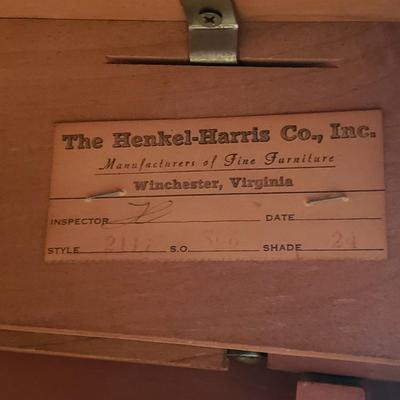 The Henkel-Harris Co., Inc.
Manufacturers of Fine Furniture
Winchester, Virginia
INSPECTOR DATE
STYLE 2117 S.O. SHADE 24